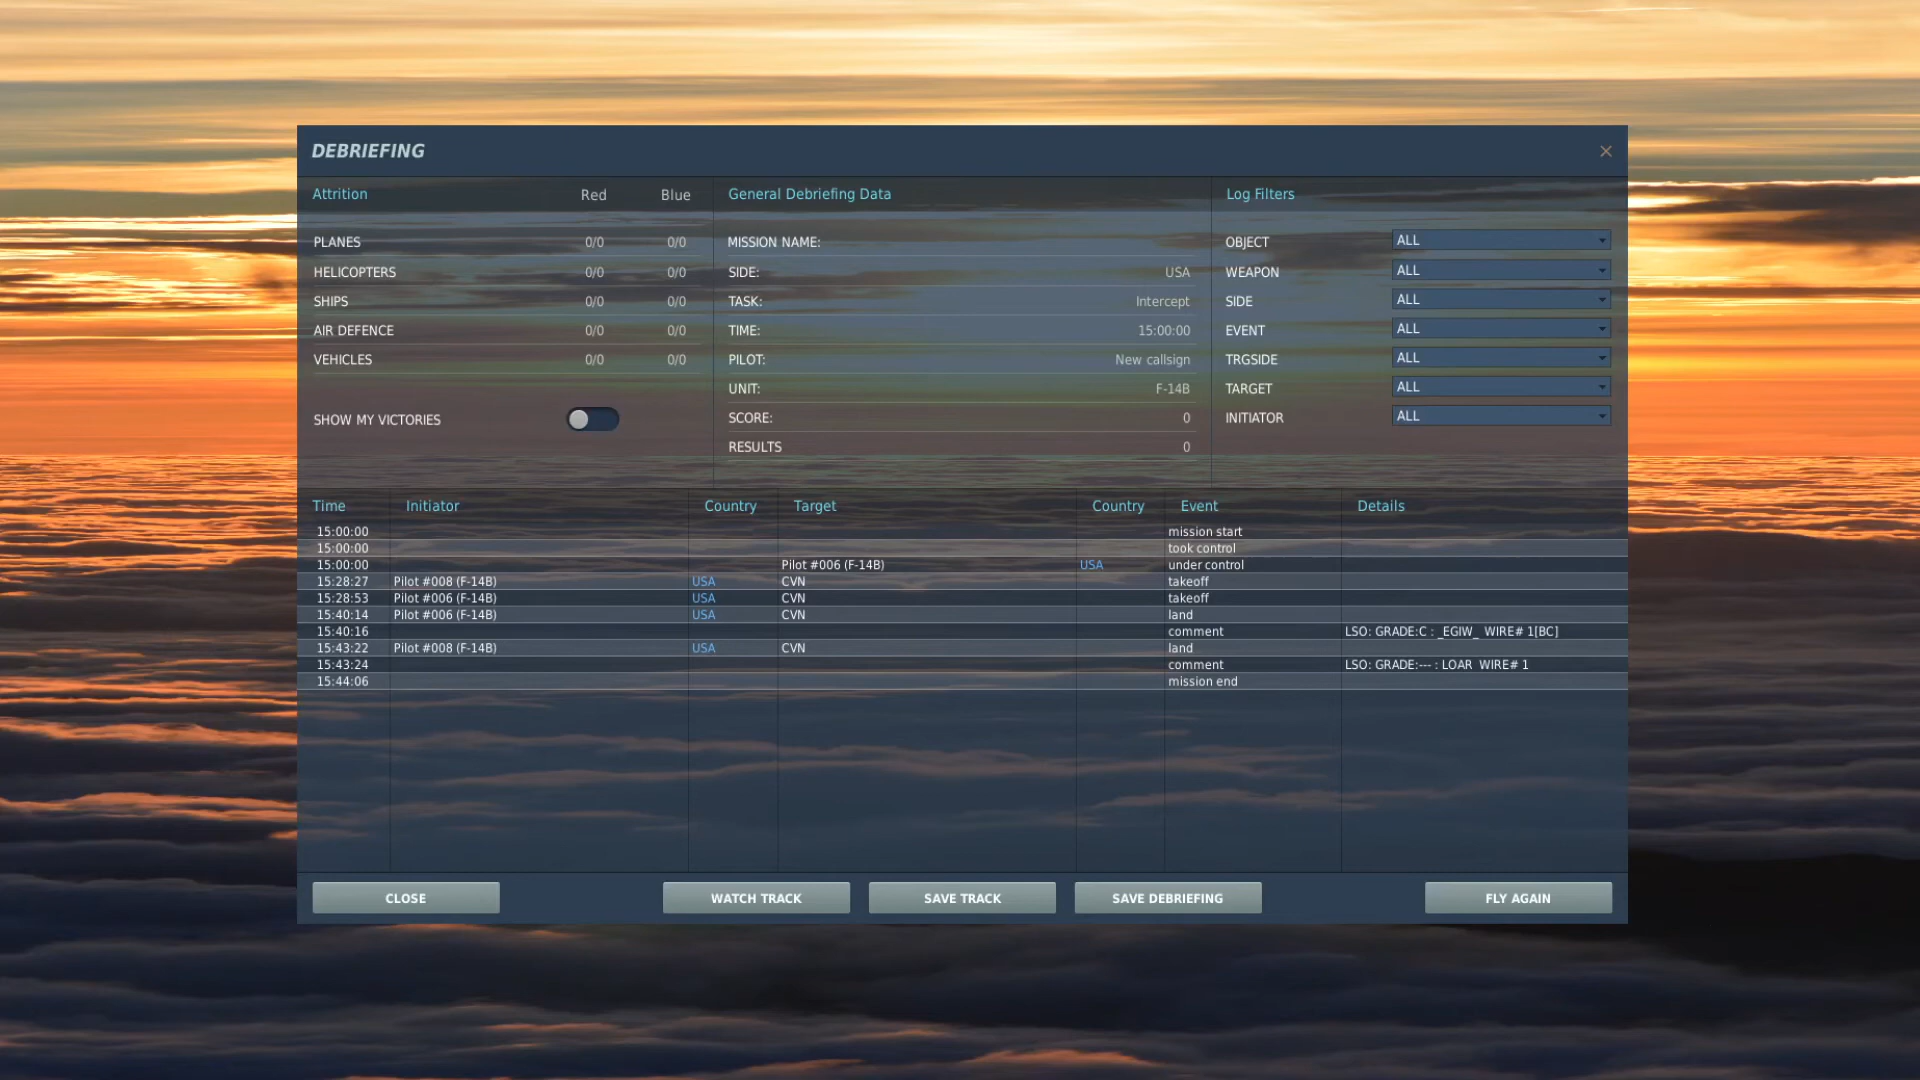 DEBRIEFING ×
Attrition Red Blue General Debriefing Data Log Filters
PLANES 0/0 0/0 MISSION NAME: OBJECT ALL
HELICOPTERS 0/0 0/0 SIDE: USA WEAPON ALL
SHIPS 0/0 0/0 TASK: Intercept SIDE ALL
AIR DEFENCE 0/0 0/0 TIME: 15:00:00 EVENT ALL
VEHICLES 0/0 0/0 PILOT: New callsign TRGSIDE ALL
UNIT: F-14B TARGET ALL
SHOW MY VICTORIES SCORE: 0 INITIATOR ALL
RESULTS 0
Time Initiator Country Target Country Event Details
15:00:00 mission start
15:00:00 took control
15:00:00 Pilot #006 (F-14B) USA under control
15:28:27 Pilot #008 (F-14B) USA CVN takeoff
15:28:53 Pilot #006 (F-14B) USA CVN takeoff
15:40:14 Pilot #006 (F-14B) USA CVN land
15:40:16 comment LSO: GRADE:C : _EGIW_ WIRE# 1[BC]
15:43:22 Pilot #008 (F-14B) USA CVN land
15:43:24 comment LSO: GRADE:--- : LOAR WIRE# 1
15:44:06 mission end
CLOSE WATCH TRACK SAVE TRACK SAVE DEBRIEFING FLY AGAIN